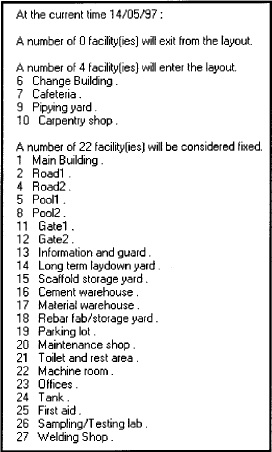 At the current time 14/05/97 :
A number of 0 facility(ies) will exit from the layout.
A number of 4 facility(ies) will enter the layout.
6 Change Building .
7 Cafeteria .
9 Pipying yard .
10 Carpentry shop .
A number of 22 facility(ies) will be considered fixed.
1 Main Building .
2 Road1 .
4 Road2 .
5 Pool1 .
8 Pool2 .
11 Gate1 .
12 Gate2 .
13 Information and guard .
14 Long term laydown yard .
15 Scaffold storage yard .
16 Cement warehouse .
17 Material warehouse .
18 Rebar fab/storage yard .
19 Parking lot .
20 Maintenance shop .
21 Toilet and rest area .
22 Machine room .
23 Offices .
24 Tank .
25 First aid .
26 Sampling/Testing lab .
27 Welding Shop .